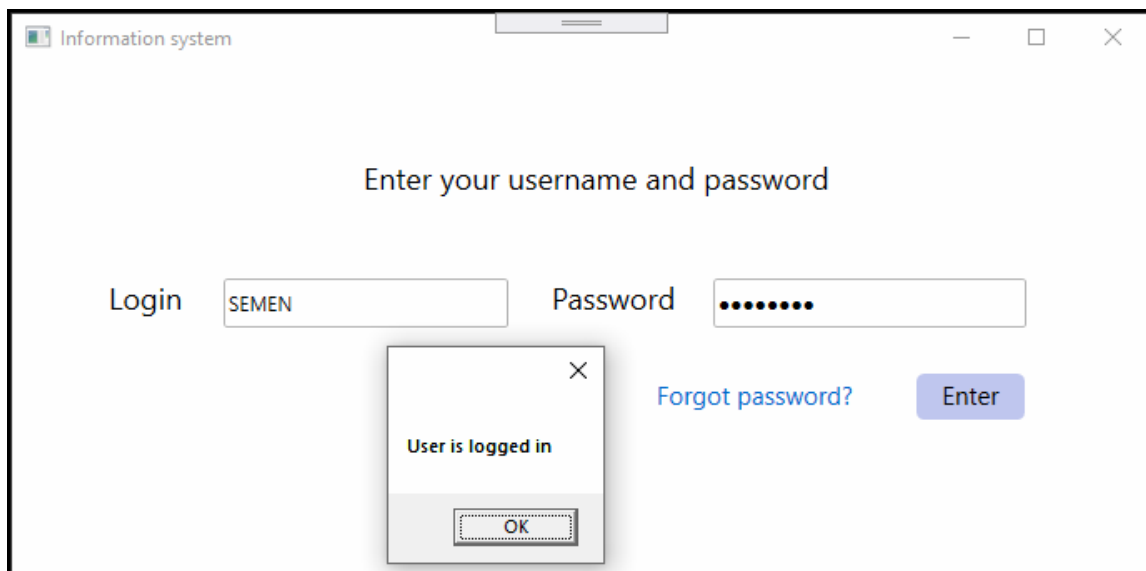 Information system
Enter your username and password
Login SEMEN Password ••••••••
User is logged in
Forgot password? Enter
OK